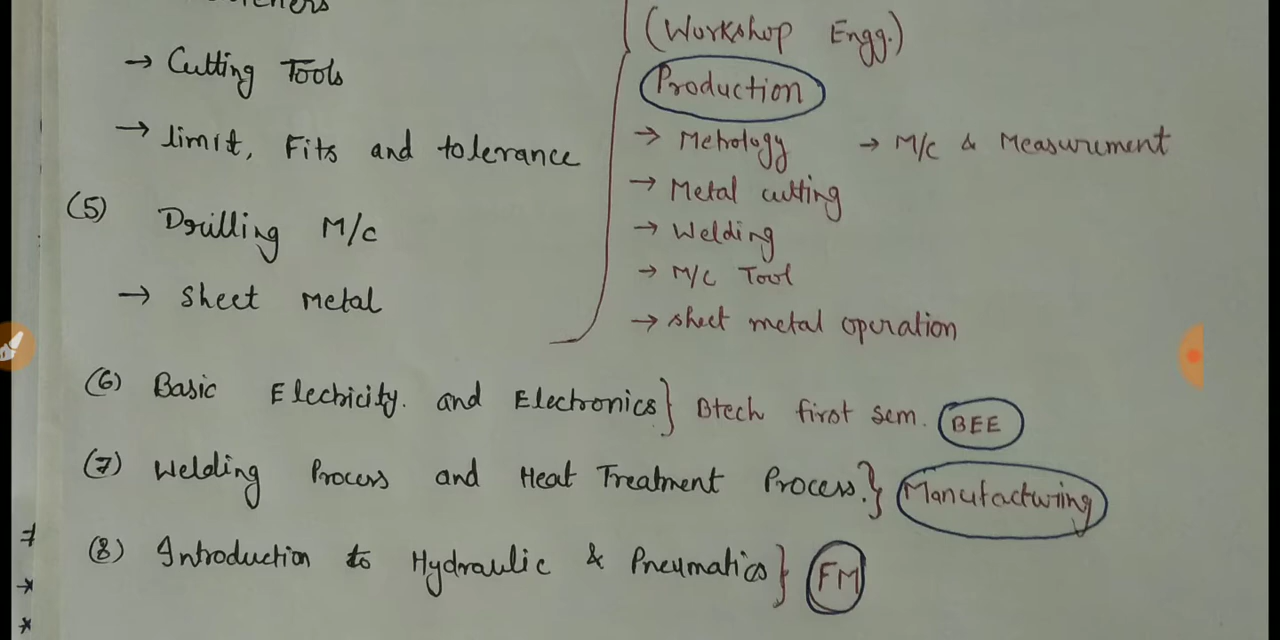 → Cutting Tools
→ limit, Fits and tolerance
(5) Drilling M/c
→ Sheet Metal
(Workshop Engg.)
Production
→ Metrology → M/c & Measurement
→ Metal cutting
→ Welding
→ M/C Tool
→ sheet metal operation
(6) Basic Electricity. and Electronics} Btech first sem. BEE
(7) Welding Process and Heat Treatment Process.} Manufacturing
(8) Introduction to Hydraulic & Pneumatics} FM